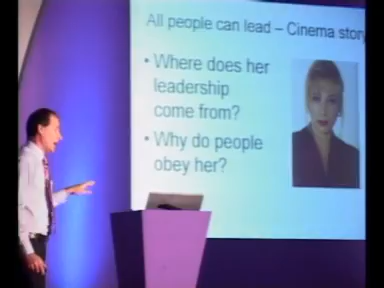 All people can lead – Cinema story
• Where does her
leadership
come from?
• Why do people
obey her?